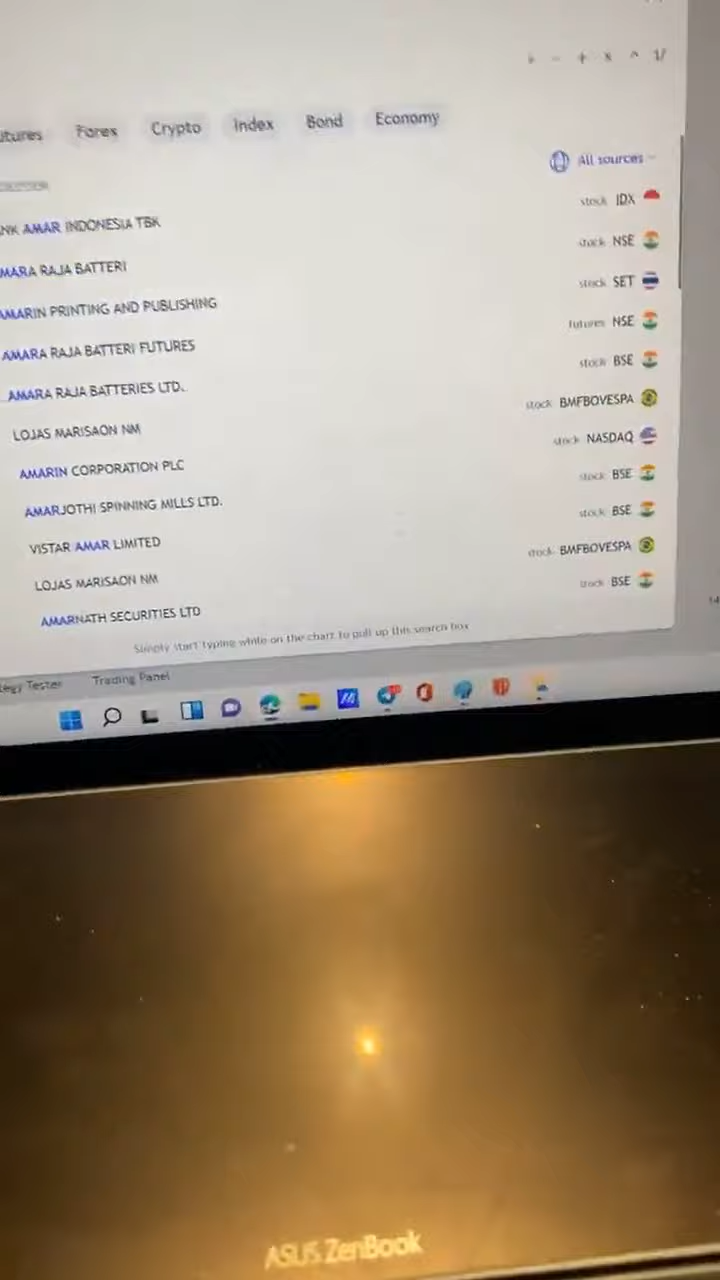 Forex Crypto Index Bond Economy
All sources
AMAR INDONESIA TBK stock IDX
RAJA BATTERI stock NSE
PRINTING AND PUBLISHING stock SET
AMARA RAJA BATTERI FUTURES futures NSE
AMARA RAJA BATTERIES LTD. stock BSE
LOJAS MARISAON NM stock BMFBOVESPA
AMARIN CORPORATION PLC stock NASDAQ
AMARJOTHI SPINNING MILLS LTD. stock BSE
VISTAR AMAR LIMITED stock BSE
LOJAS MARISAON NM stock BMFBOVESPA
AMARNATH SECURITIES LTD stock BSE
Simply start typing while on the chart to pull up this search box
Tester Trading Panel
ASUS ZenBook